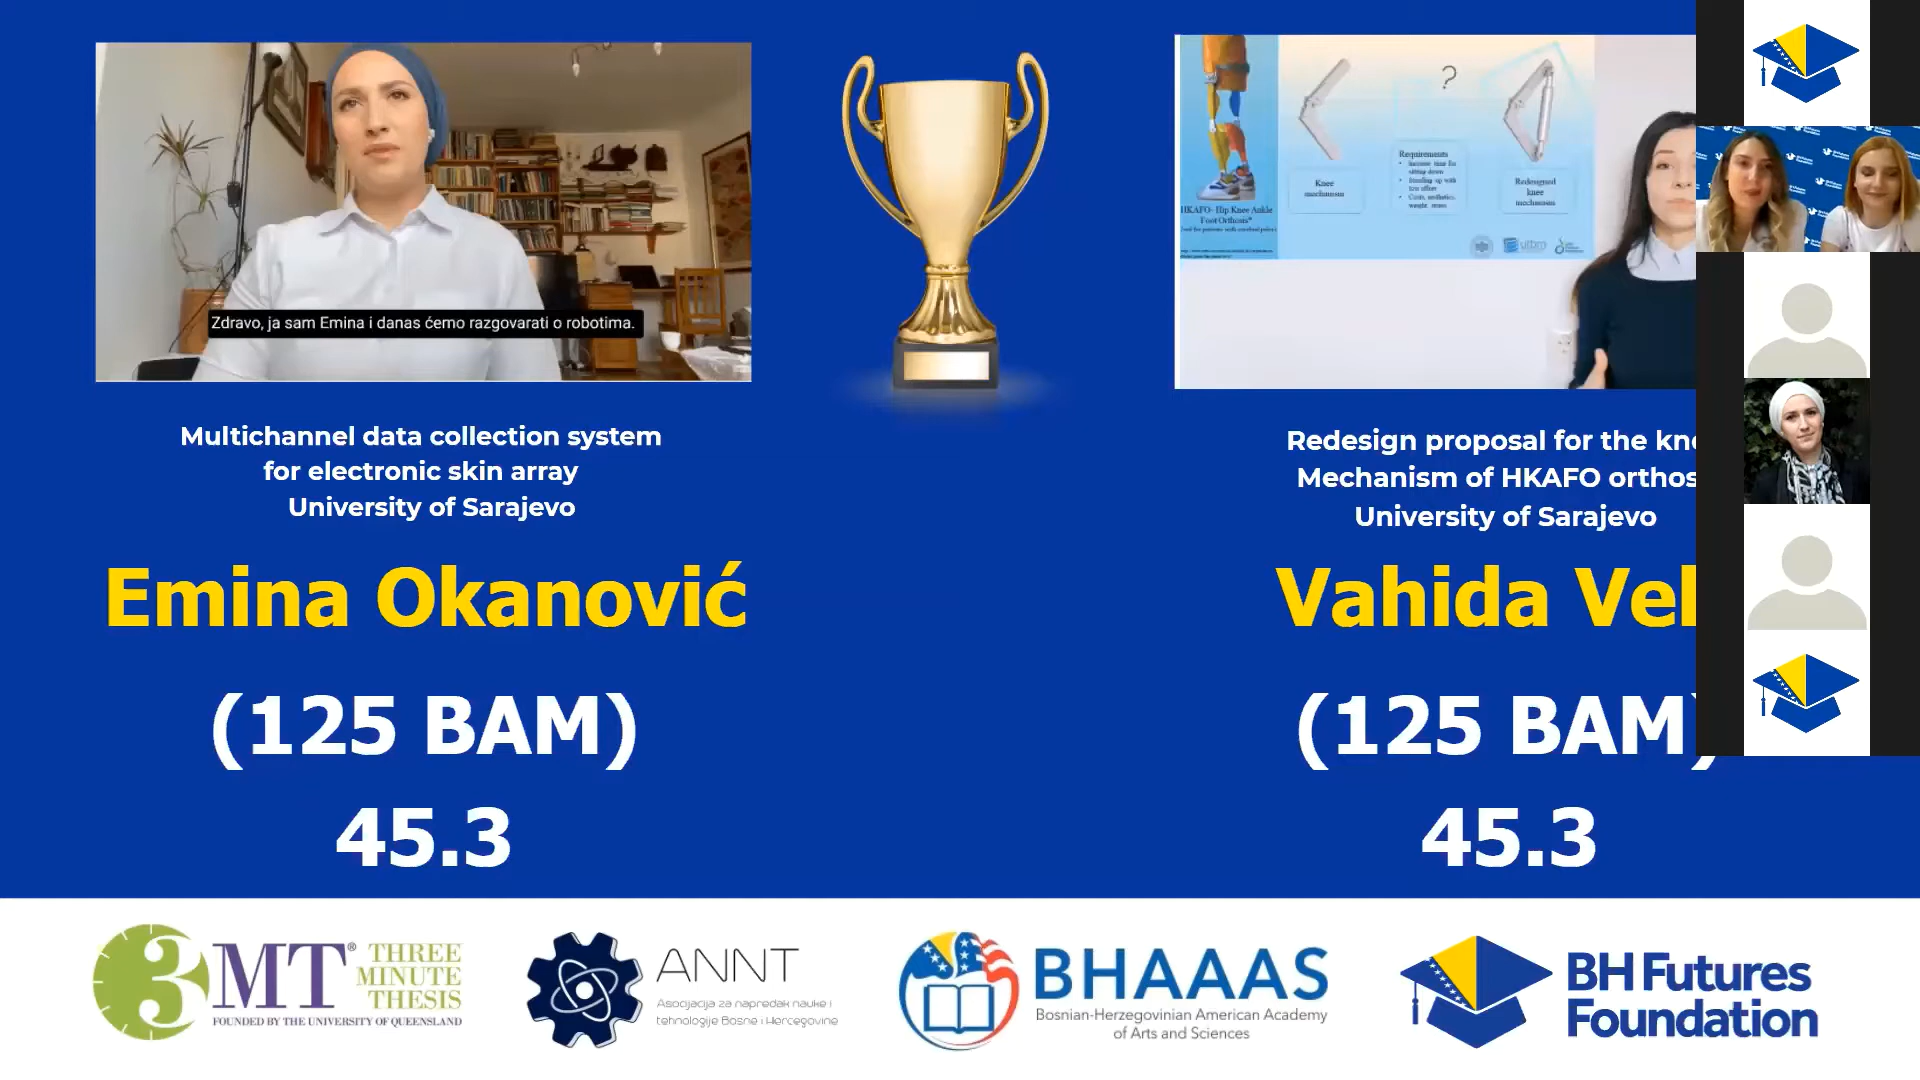 Zdravo, ja sam Emina i danas ćemo razgovarati o robotima.
Multichannel data collection system
for electronic skin array
University of Sarajevo
Emina Okanović
(125 BAM)
45.3
?
Knee
mechanism
Requirements
Redesigned
knee
mechanism
HKAFO- Hip Knee Ankle
Foot Orthosis*
utbm
Redesign proposal for the
Mechanism of HKAFO
University of Sarajevo
Vahida
(125 BAM)
45.3
BH Futures
Foundation
3MT® THREE
MINUTE
THESIS
FOUNDED BY THE UNIVERSITY OF QUEENSLAND
ANNT
Asocijacija za napredak nauke i
tehnologije Bosne i Hercegovine
BHAAAS
Bosnian-Herzegovinian American Academy
of Arts and Sciences
BH Futures
Foundation